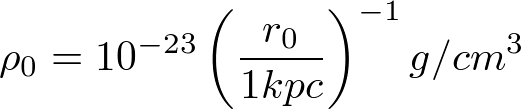 ρ₀ = 10⁻²³ (r₀ / 1kpc)⁻¹ g/cm³